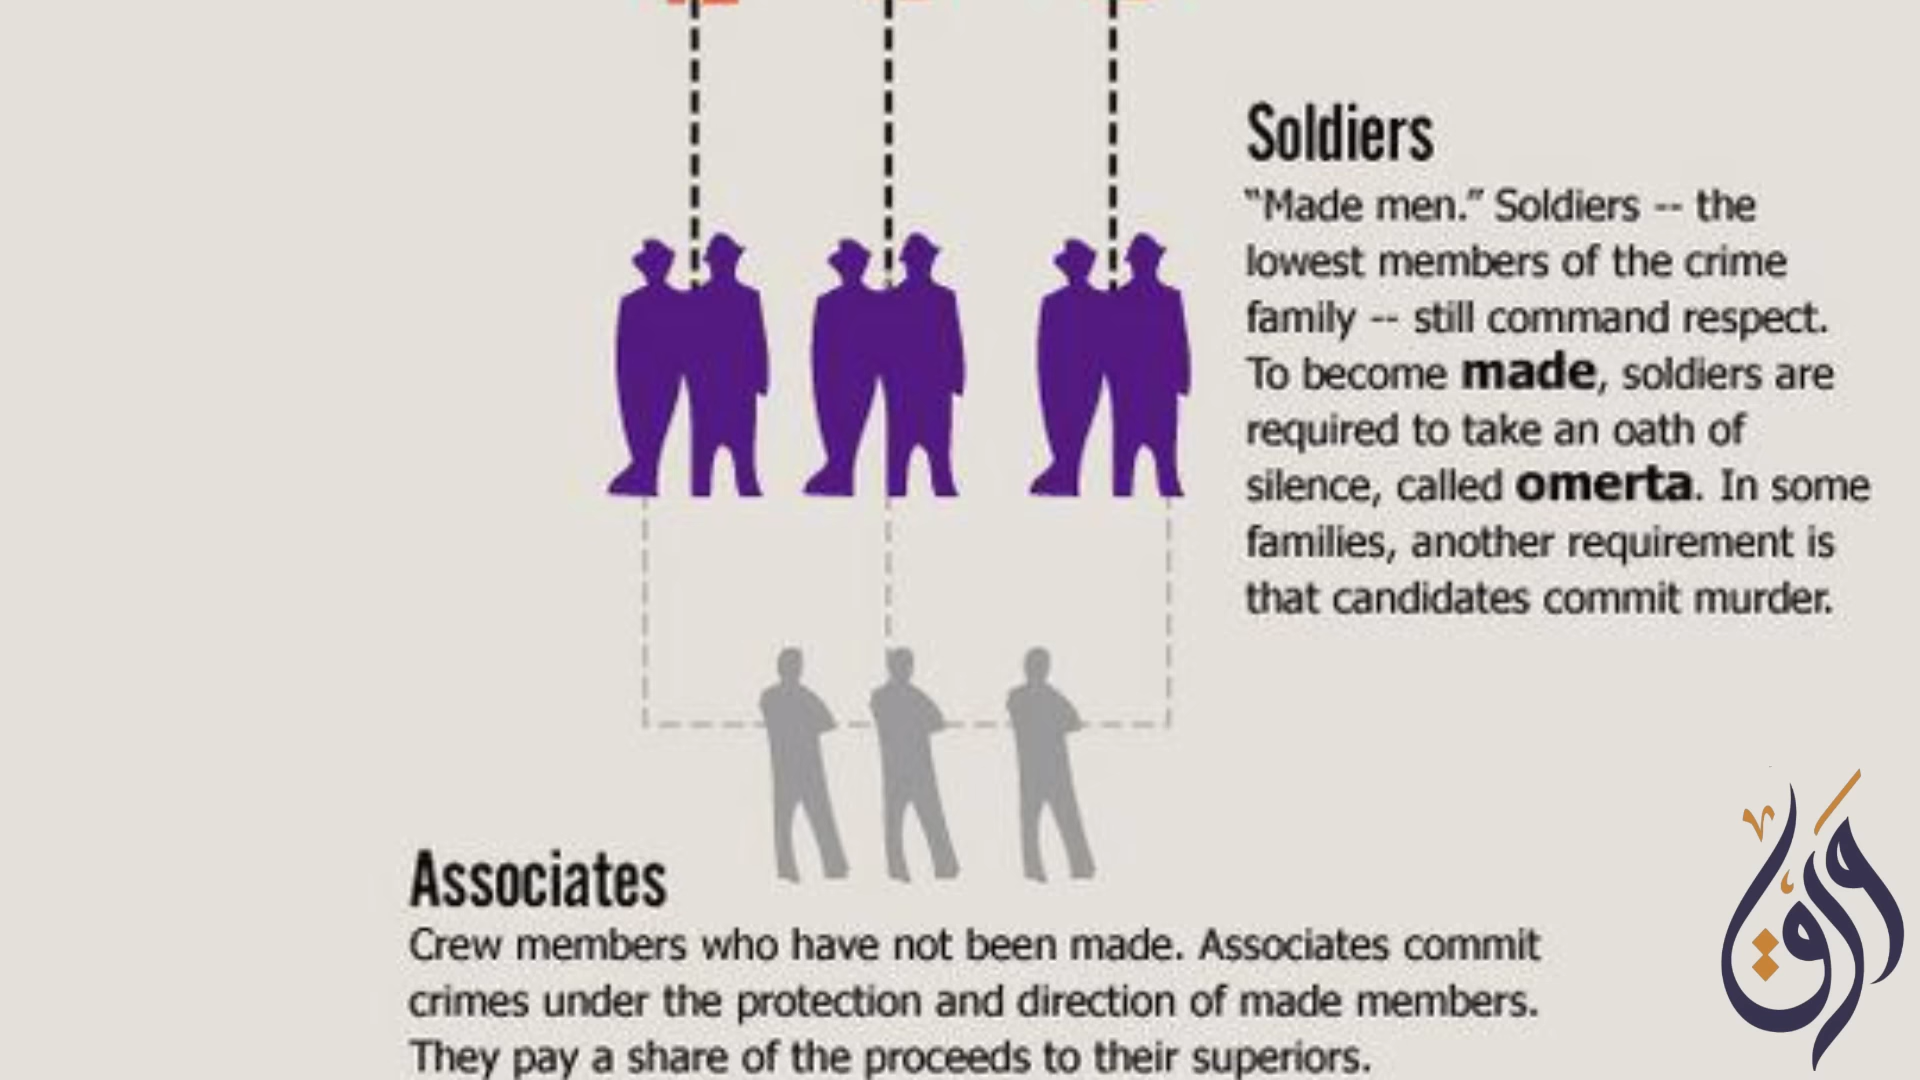 Soldiers
“Made men.” Soldiers -- the
lowest members of the crime
family -- still command respect.
To become made, soldiers are
required to take an oath of
silence, called omerta. In some
families, another requirement is
that candidates commit murder.
Associates
Crew members who have not been made. Associates commit
crimes under the protection and direction of made members.
They pay a share of the proceeds to their superiors.